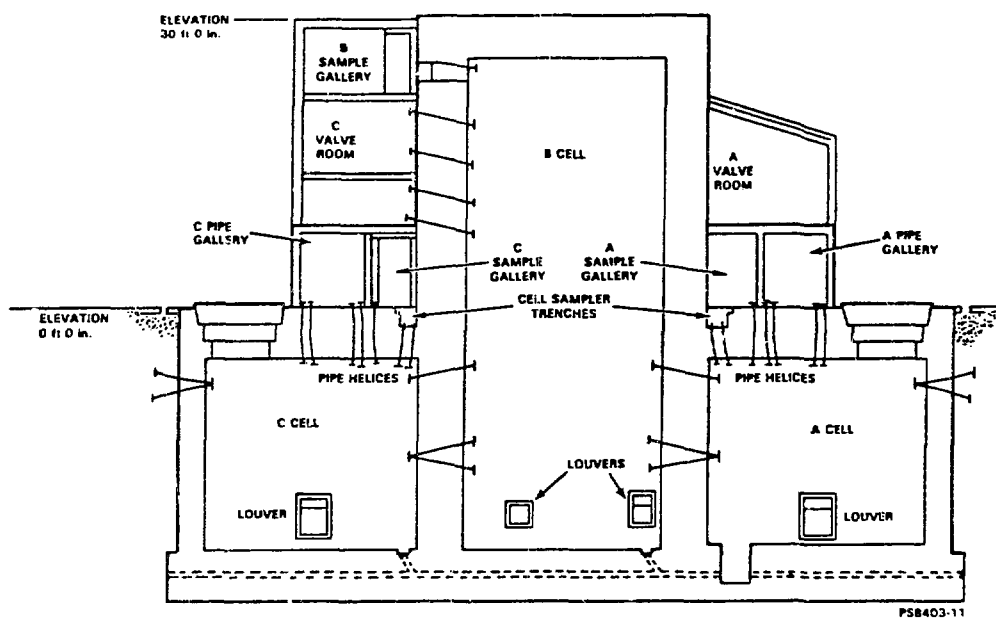 ELEVATION
30 ft 0 in.
B
SAMPLE
GALLERY
C
VALVE
ROOM
B CELL
A
VALVE
ROOM
C PIPE
GALLERY
C
SAMPLE
GALLERY
A
SAMPLE
GALLERY
A PIPE
GALLERY
CELL SAMPLER
TRENCHES
ELEVATION
0 ft 0 in.
PIPE HELICES
PIPE HELICES
C CELL
A CELL
LOUVERS
LOUVER
LOUVER
PS8403-11